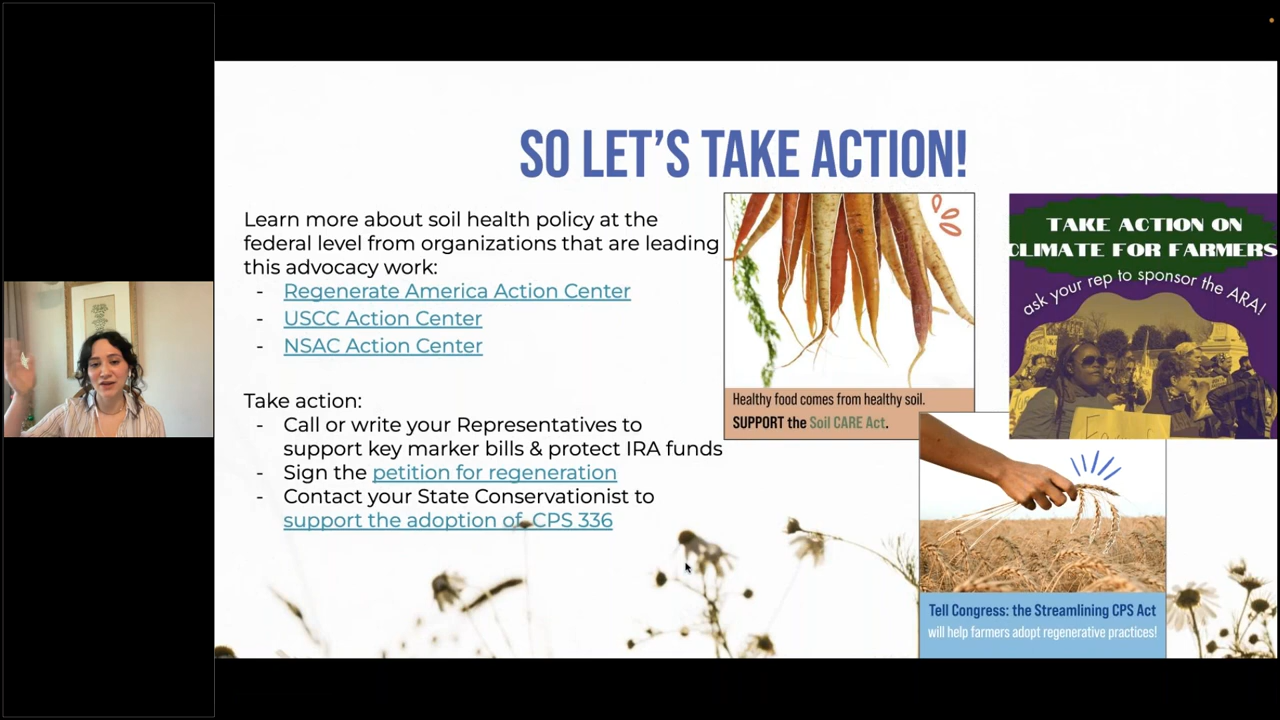 SO LET'S TAKE ACTION!
Learn more about soil health policy at the
federal level from organizations that are leading
this advocacy work:
- Regenerate America Action Center
- USCC Action Center
- NSAC Action Center
Take action:
- Call or write your Representatives to
support key marker bills & protect IRA funds
- Sign the petition for regeneration
- Contact your State Conservationist to
support the adoption of CPS 336
Healthy food comes from healthy soil.
SUPPORT the Soil CARE Act.
TAKE ACTION ON
CLIMATE FOR FARMERS
ask your rep to sponsor the ARA!
Tell Congress: the Streamlining CPS Act
will help farmers adopt regenerative practices!